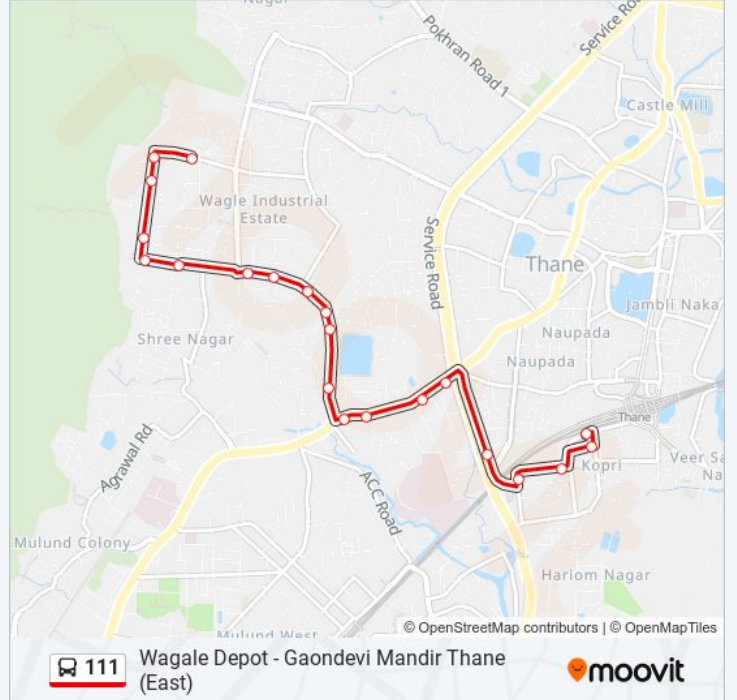 Nagar
Pokhran Road 1
Service Roa
Castle Mill
Wagle Industrial
Estate
Service Road
Thane
Jambli Naka
Shree Nagar
Naupada
Naupada
Thane
Agrawal Rd
Kopri
Veer Sa
Na
ACC Road
Mulund Colony
Hariom Nagar
Mulund West
© OpenStreetMap contributors | © OpenMapTiles
111
Wagale Depot - Gaondevi Mandir Thane
(East)
moovit